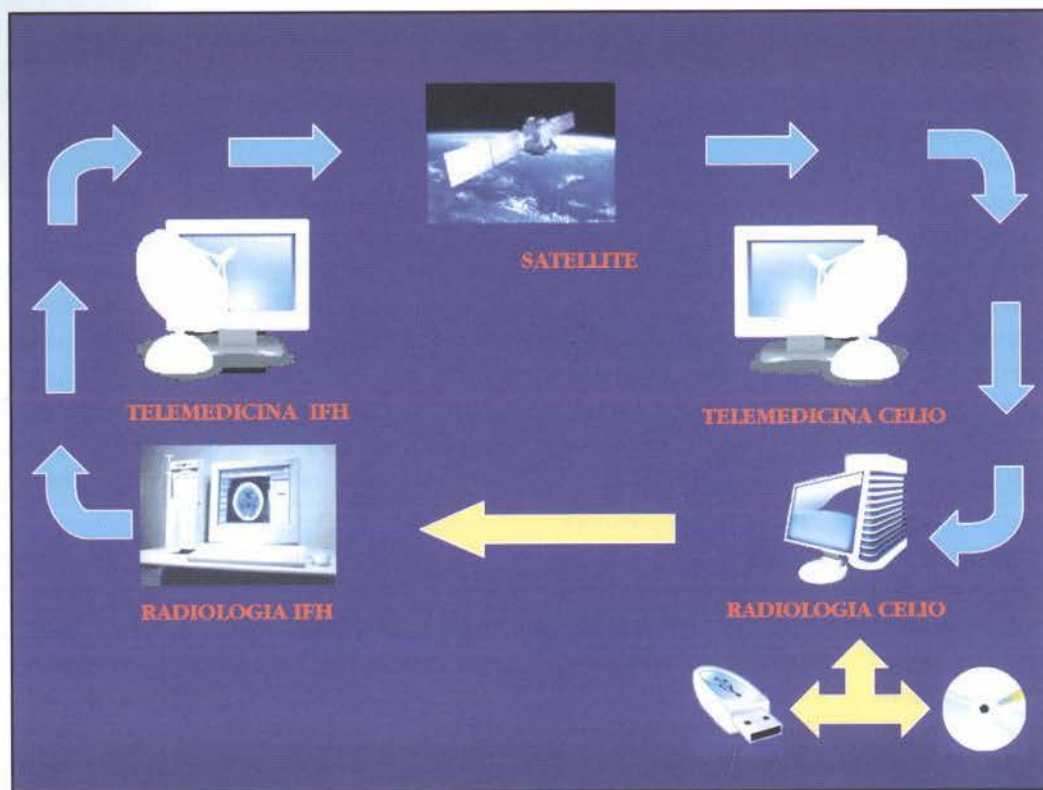 SATELLITE
TELEMEDICINA IFH
TELEMEDICINA CELIO
RADIOLOGIA IFH
RADIOLOGIA CELIO